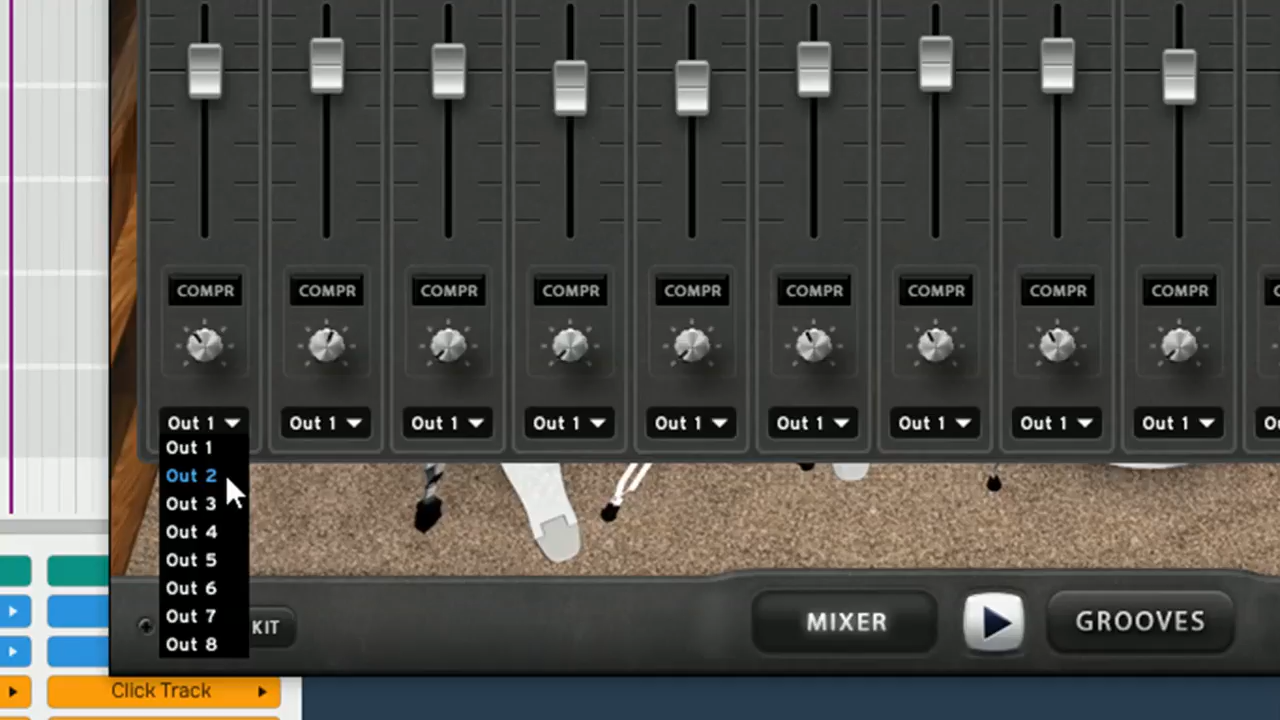 COMPR COMPR COMPR COMPR COMPR COMPR COMPR COMPR COMPR
Out 1 Out 1 Out 1 Out 1 Out 1 Out 1 Out 1 Out 1 Out 1
Out 1
Out 2
Out 3
Out 4
Out 5
Out 6
Out 7
Out 8
KIT
MIXER
GROOVES
Click Track